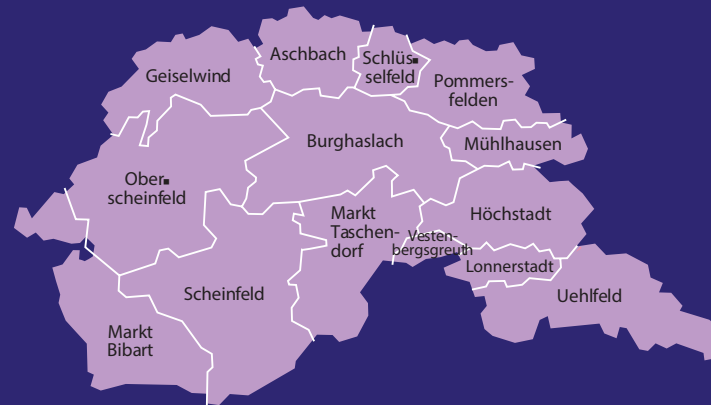 Aschbach
Schlüs-
selfeld
Geiselwind
Pommers-
felden
Burghaslach
Mühlhausen
Ober-
scheinfeld
Markt
Taschen-
dorf
Höchstadt
Vesten-
bergsgreuth
Lonnerstadt
Scheinfeld
Uehlfeld
Markt
Bibart